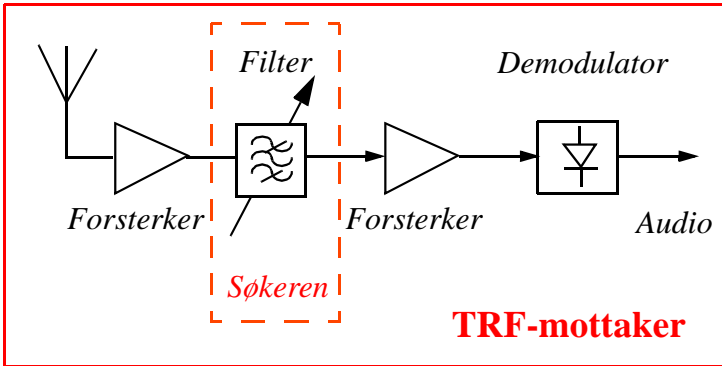 Filter
Demodulator
Forsterker
Forsterker
Audio
Søkeren
TRF-mottaker